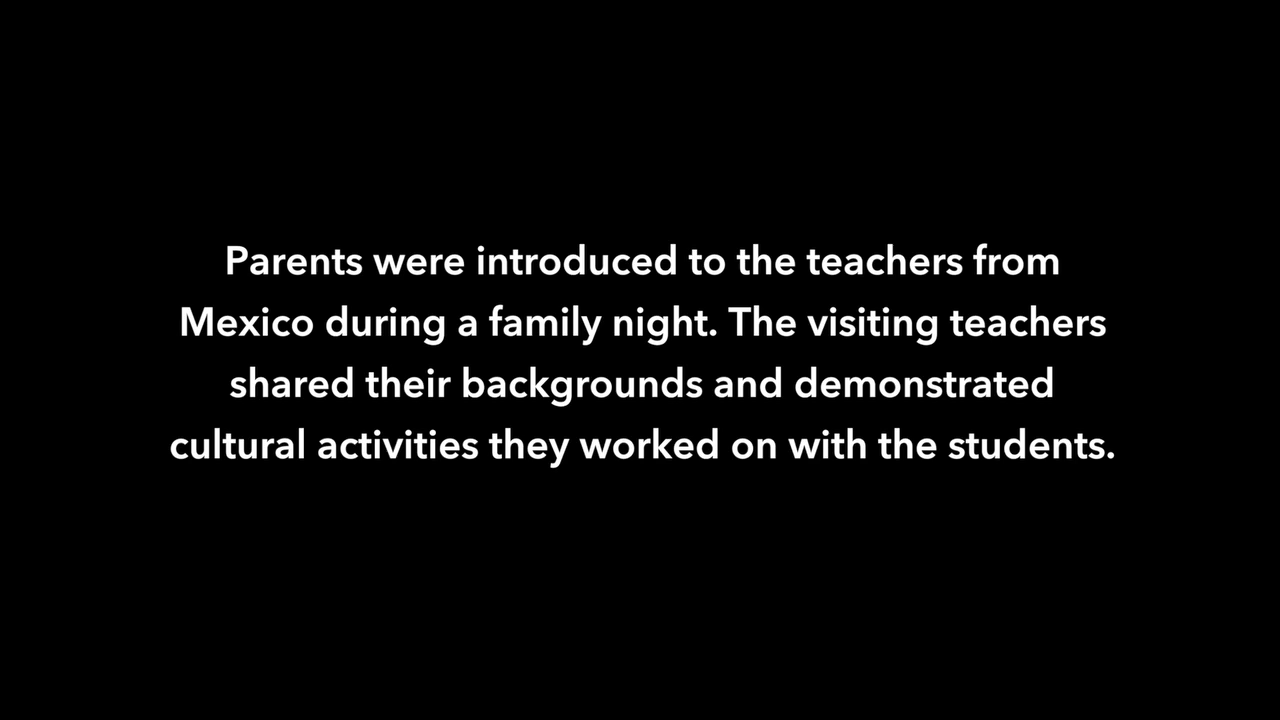 Parents were introduced to the teachers from
Mexico during a family night. The visiting teachers
shared their backgrounds and demonstrated
cultural activities they worked on with the students.